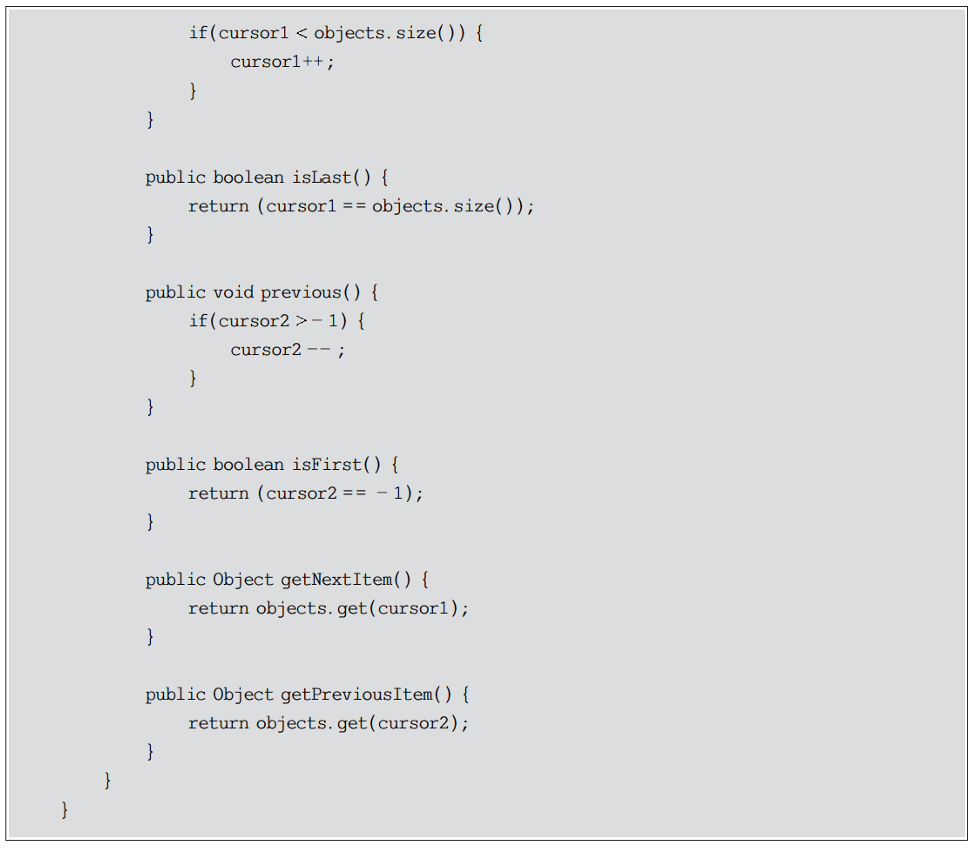 if(cursor1 < objects.size()) {
cursor1++;
}
}
public boolean isLast() {
return (cursor1 == objects.size());
}
public void previous() {
if(cursor2 > - 1) {
cursor2 -- ;
}
}
public boolean isFirst() {
return (cursor2 == - 1);
}
public Object getNextItem() {
return objects.get(cursor1);
}
public Object getPreviousItem() {
return objects.get(cursor2);
}
}
}